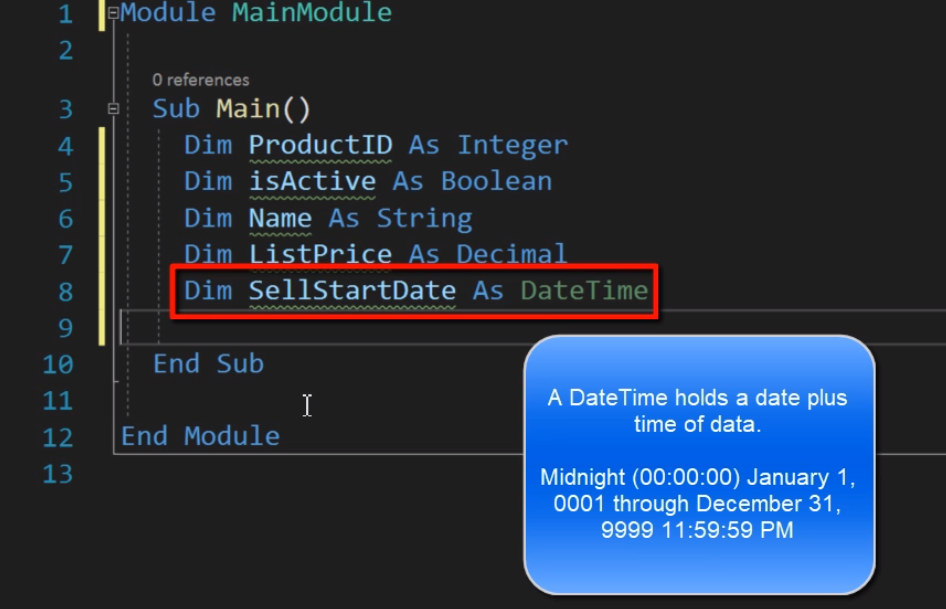 1 Module MainModule
2
0 references
3 Sub Main()
4 Dim ProductID As Integer
5 Dim isActive As Boolean
6 Dim Name As String
7 Dim ListPrice As Decimal
8 Dim SellStartDate As DateTime
9
10 End Sub
11
12 End Module
13
A DateTime holds a date plus
time of data.
Midnight (00:00:00) January 1,
0001 through December 31,
9999 11:59:59 PM